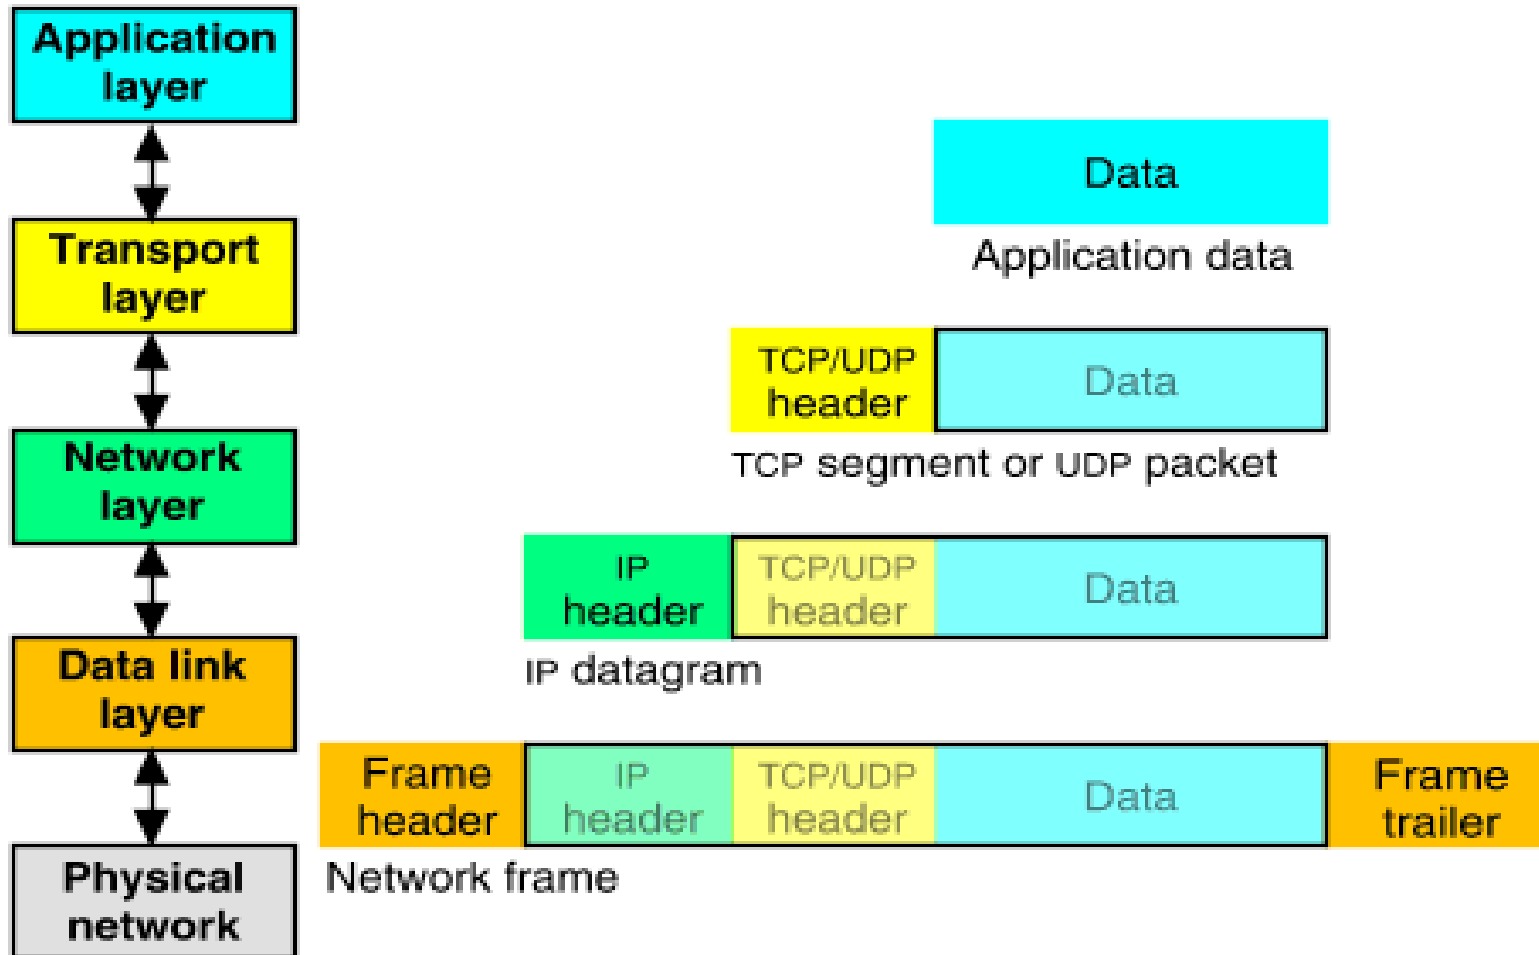 Application
layer
Data
Application data
Transport
layer
TCP/UDP
header
Data
TCP segment or UDP packet
Network
layer
IP
header
TCP/UDP
header
Data
IP datagram
Data link
layer
Frame
header
IP
header
TCP/UDP
header
Data
Frame
trailer
Network frame
Physical
network